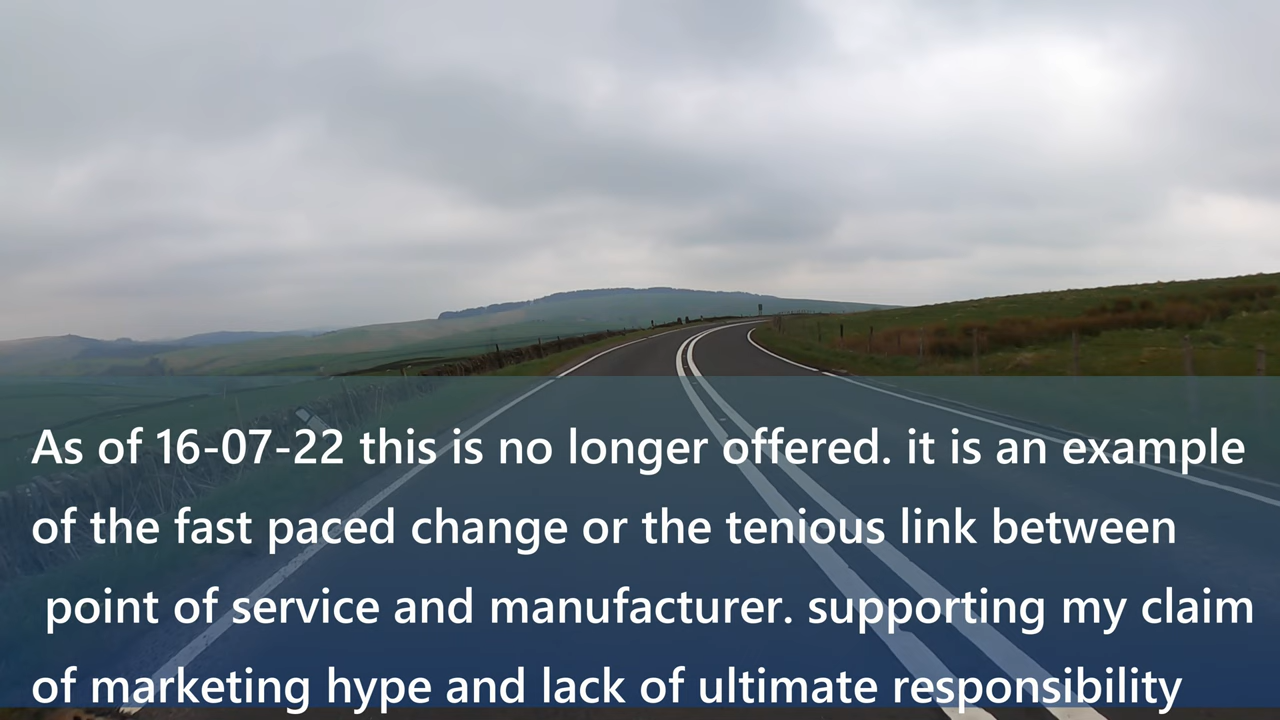 As of 16-07-22 this is no longer offered. it is an example
of the fast paced change or the tenious link between
point of service and manufacturer. supporting my claim
of marketing hype and lack of ultimate responsibility